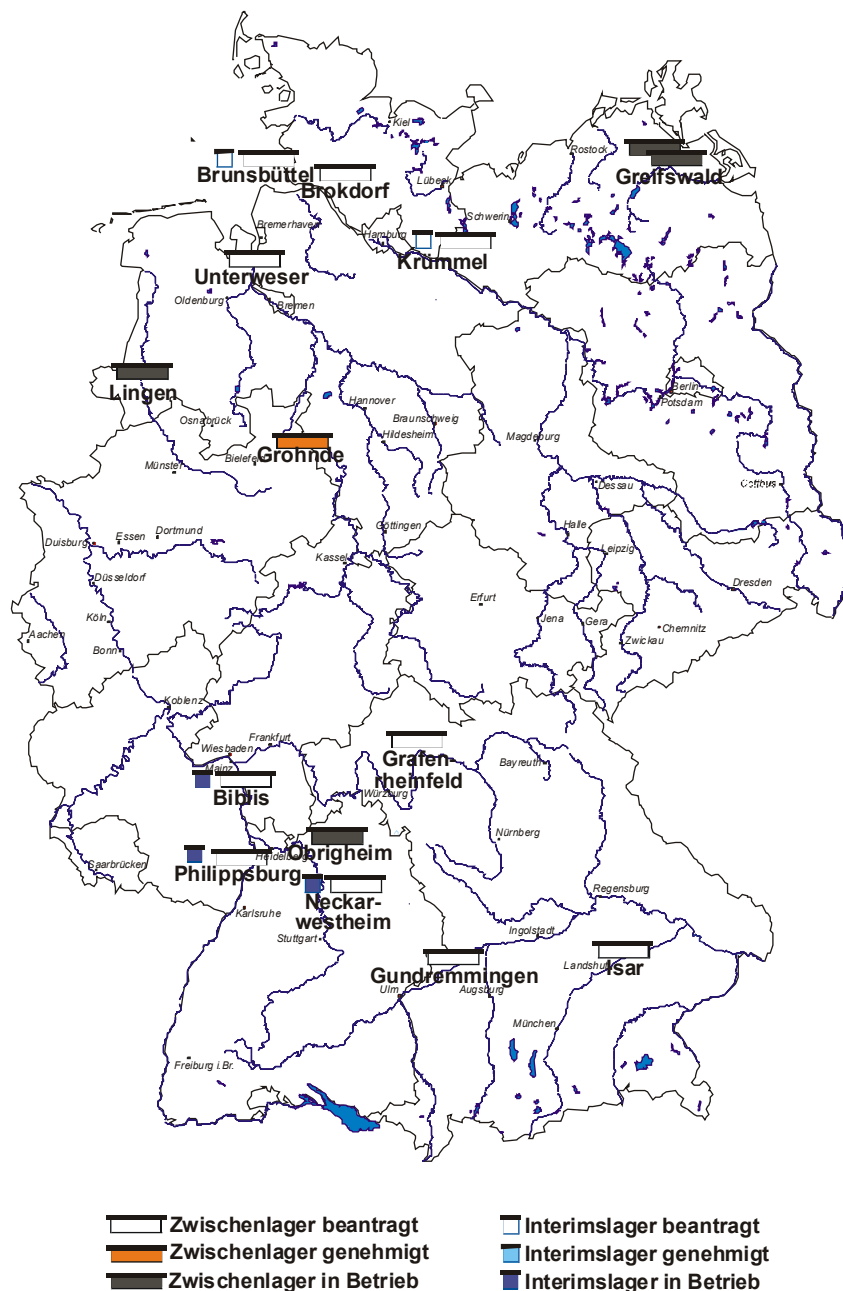 Kiel
Rostock
Greifswald
Brunsbüttel
Brokdorf
Lübeck
Schwerin
Bremerhaven
Hamburg
Krümmel
Unterweser
Oldenburg
Bremen
Lingen
Berlin
Potsdam
Hannover
Braunschweig
Osnabrück
Hildesheim
Magdeburg
Bielefeld
Grohnde
Münster
Cottbus
Dessau
Göttingen
Halle
Dortmund
Essen
Duisburg
Leipzig
Kassel
Düsseldorf
Dresden
Erfurt
Köln
Jena
Gera
Chemnitz
Aachen
Zwickau
Bonn
Koblenz
Frankfurt
Wiesbaden
Grafen-
rheinfeld
Mainz
Bayreuth
Biblis
Würzburg
Nürnberg
Obrigheim
Heidelberg
Saarbrücken
Philippsburg
Neckar-
westheim
Regensburg
Karlsruhe
Stuttgart
Ingolstadt
Landshut
Isar
Gundremmingen
Ulm
Augsburg
München
Freiburg i.Br.
Zwischenlager beantragt
Zwischenlager genehmigt
Zwischenlager in Betrieb
Interimslager beantragt
Interimslager genehmigt
Interimslager in Betrieb